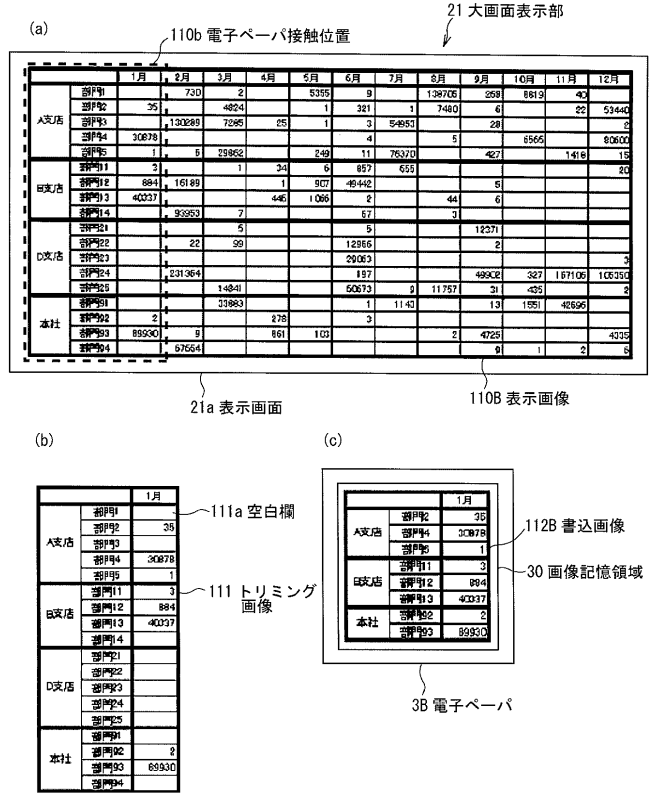 (a)
110b 電子ペーパ接触位置
21 大画面表示部
1月 2月 3月 4月 5月 6月 7月 8月 9月 10月 11月 12月
A支店
部門1 730 2 5355 9 138705 259 8819 40
部門2 35 4824 1 321 1 7480 6 22 53440
部門3 130289 7265 25 1 3 54950 28 2
部門4 30878 4 5 6566 80600
部門5 1 5 29862 249 11 76370 427 1418 15
B支店
部門11 3 1 34 6 857 655 20
部門12 884 16189 1 907 49442 5
部門13 40337 445 1066 2 44 6
部門14 93953 7 67 3
D支店
部門21 5 5 12371
部門22 22 99 12966 2
部門23 29063 3
部門24 231364 197 49902 327 167106 105350
部門25 14841 50673 9 11757 31 435 2
本社
部門91 33883 1 1140 13 1551 42696
部門92 2 278 3
部門93 89930 9 861 103 2 4725 4335
部門94 67554 9 1 2 6
21a 表示画面
110B 表示画像
(b)
1月
A支店
部門1
部門2 35
部門3
部門4 30878
部門5 1
B支店
部門11 3
部門12 884
部門13 40337
部門14
D支店
部門21
部門22
部門23
部門24
部門25
本社
部門91
部門92 2
部門93 89930
部門94
111a 空白欄
111 トリミング
画像
(c)
1月
A支店
部門2 35
部門4 30878
部門5 1
B支店
部門11 3
部門12 884
部門13 40337
本社
部門92 2
部門93 89930
112B 書込画像
30 画像記憶領域
3B 電子ペーパ